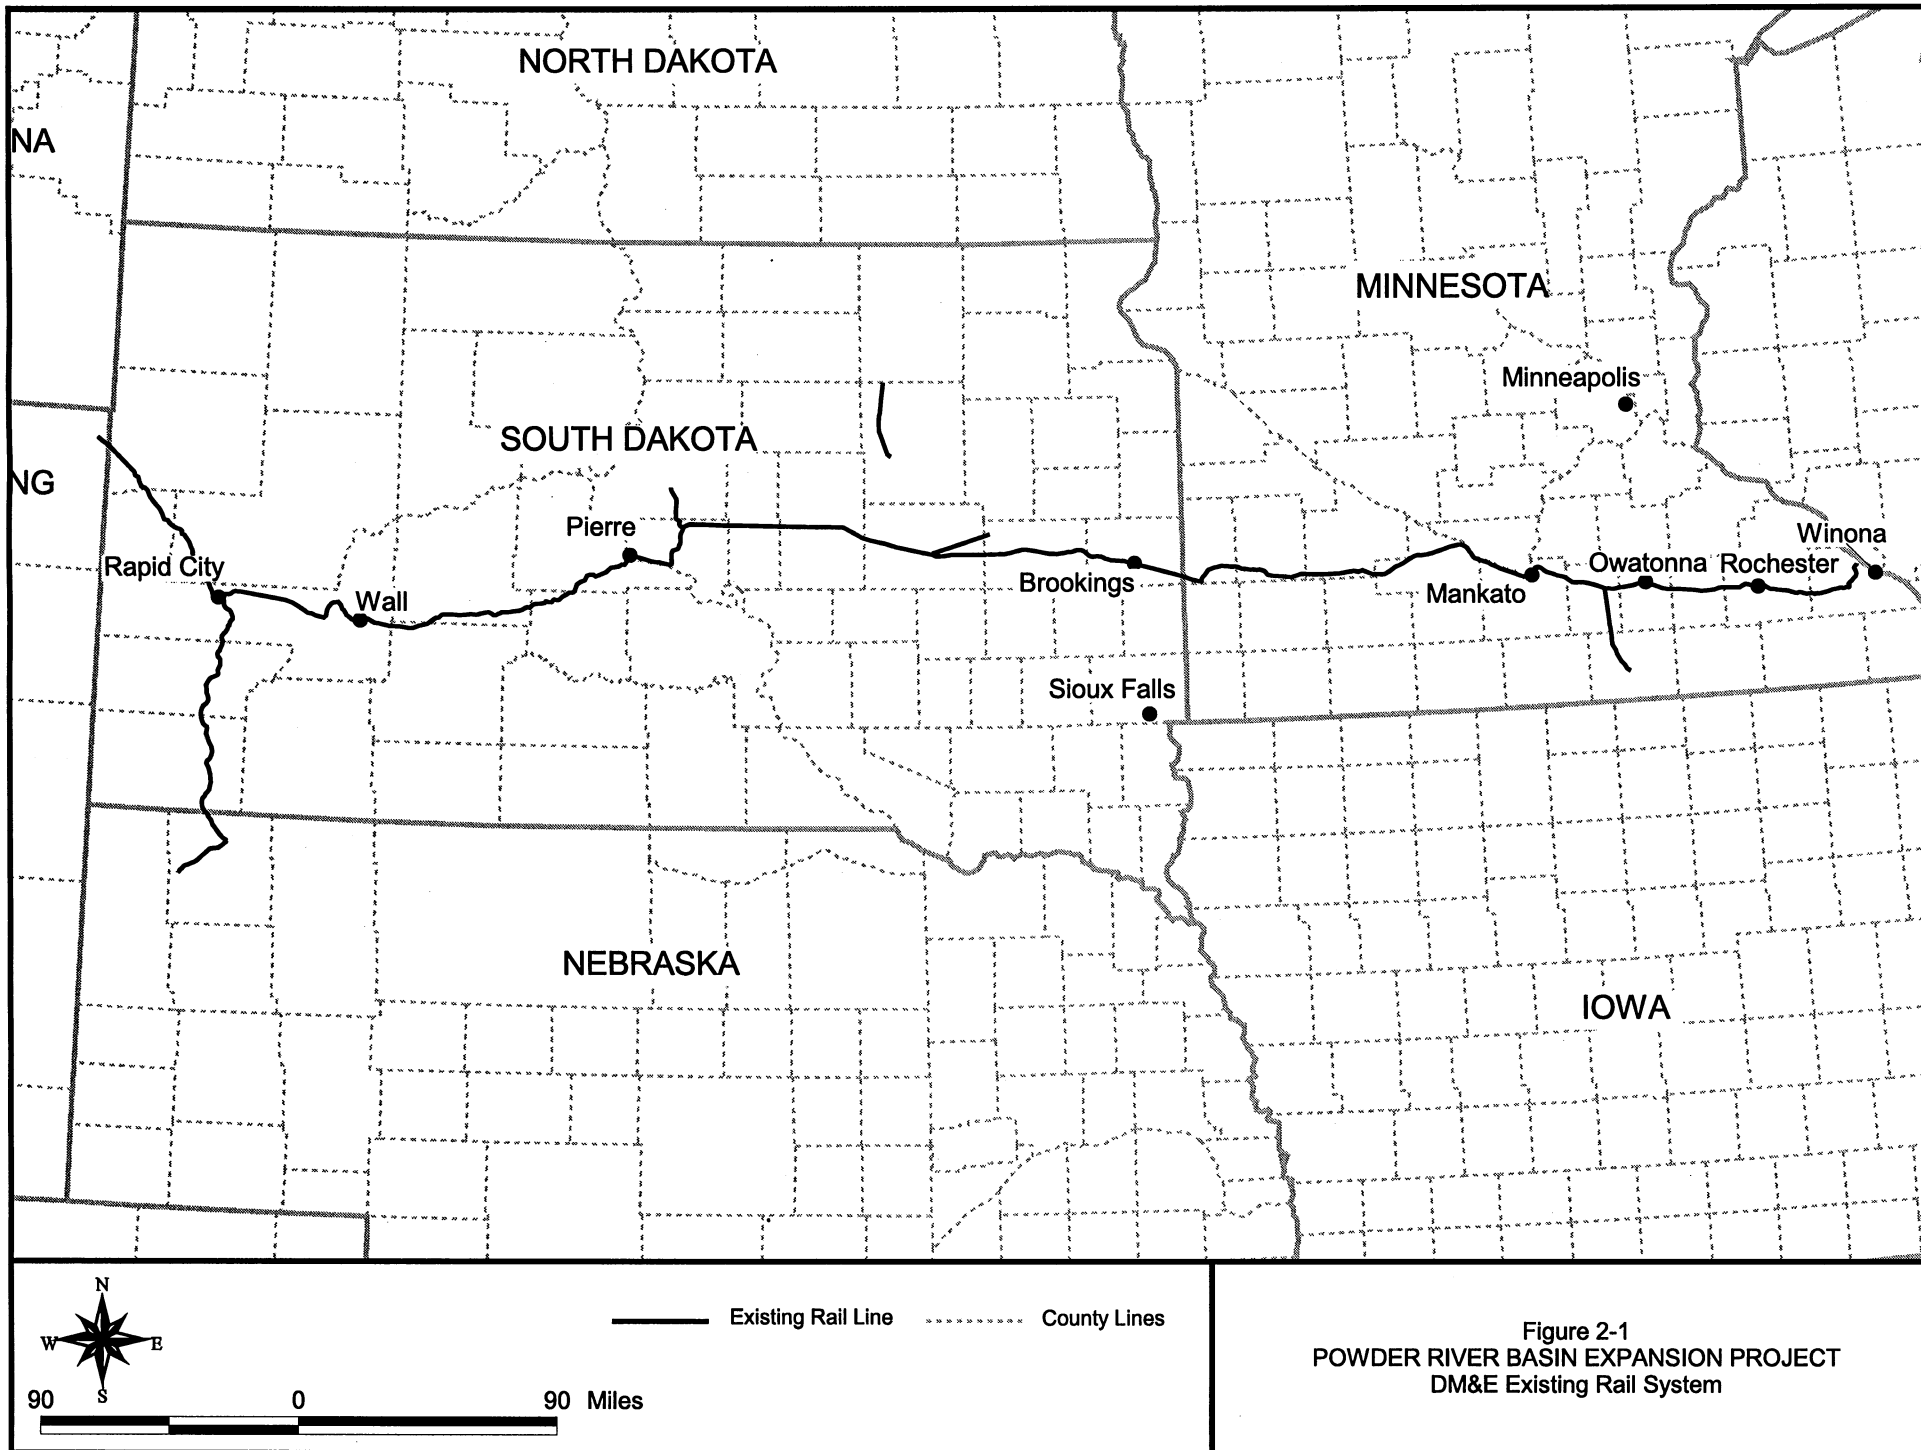 NORTH DAKOTA
NA
MINNESOTA
Minneapolis
SOUTH DAKOTA
NG
Pierre
Winona
Rapid City
Owatonna
Rochester
Brookings
Mankato
Wall
Sioux Falls
NEBRASKA
IOWA
N
W
E
S
Existing Rail Line
County Lines
90 0 90 Miles
Figure 2-1
POWDER RIVER BASIN EXPANSION PROJECT
DM&E Existing Rail System